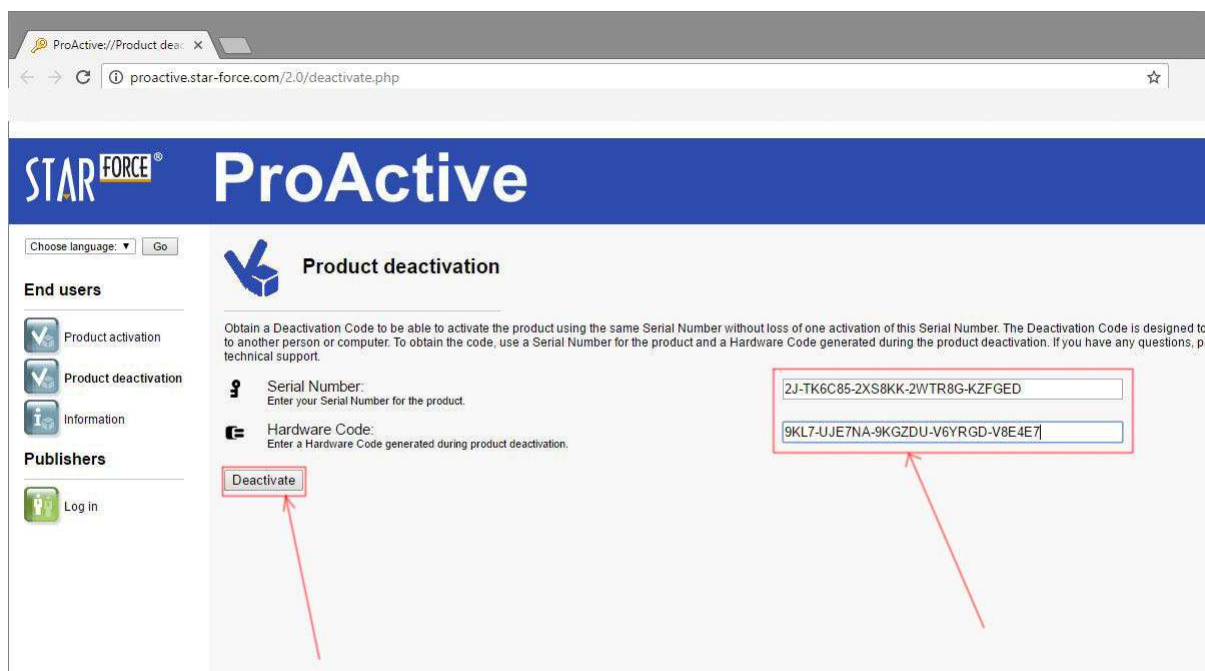 ProActive://Product deac
proactive.star-force.com/2.0/deactivate.php
STAR FORCE®
ProActive
Choose language: Go
End users
Product activation
Product deactivation
Information
Publishers
Log in
Product deactivation
Obtain a Deactivation Code to be able to activate the product using the same Serial Number without loss of one activation of this Serial Number. The Deactivation Code is designed to
to another person or computer. To obtain the code, use a Serial Number for the product and a Hardware Code generated during the product deactivation. If you have any questions, p
technical support.
Serial Number:
2J-TK6C85-2XS8KK-2WTR8G-KZFGED
Enter your Serial Number for the product.
Hardware Code:
9KL7-UJE7NA-9KGZDU-V6YRGD-V8E4E7
Enter a Hardware Code generated during product deactivation.
Deactivate